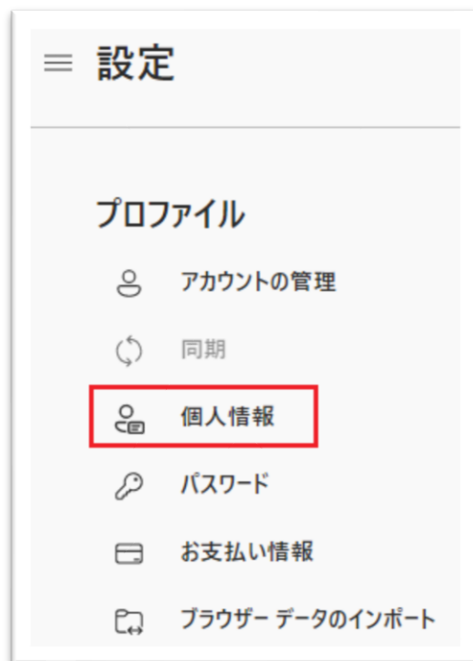 設定
プロファイル
アカウントの管理
同期
個人情報
パスワード
お支払い情報
ブラウザー データのインポート